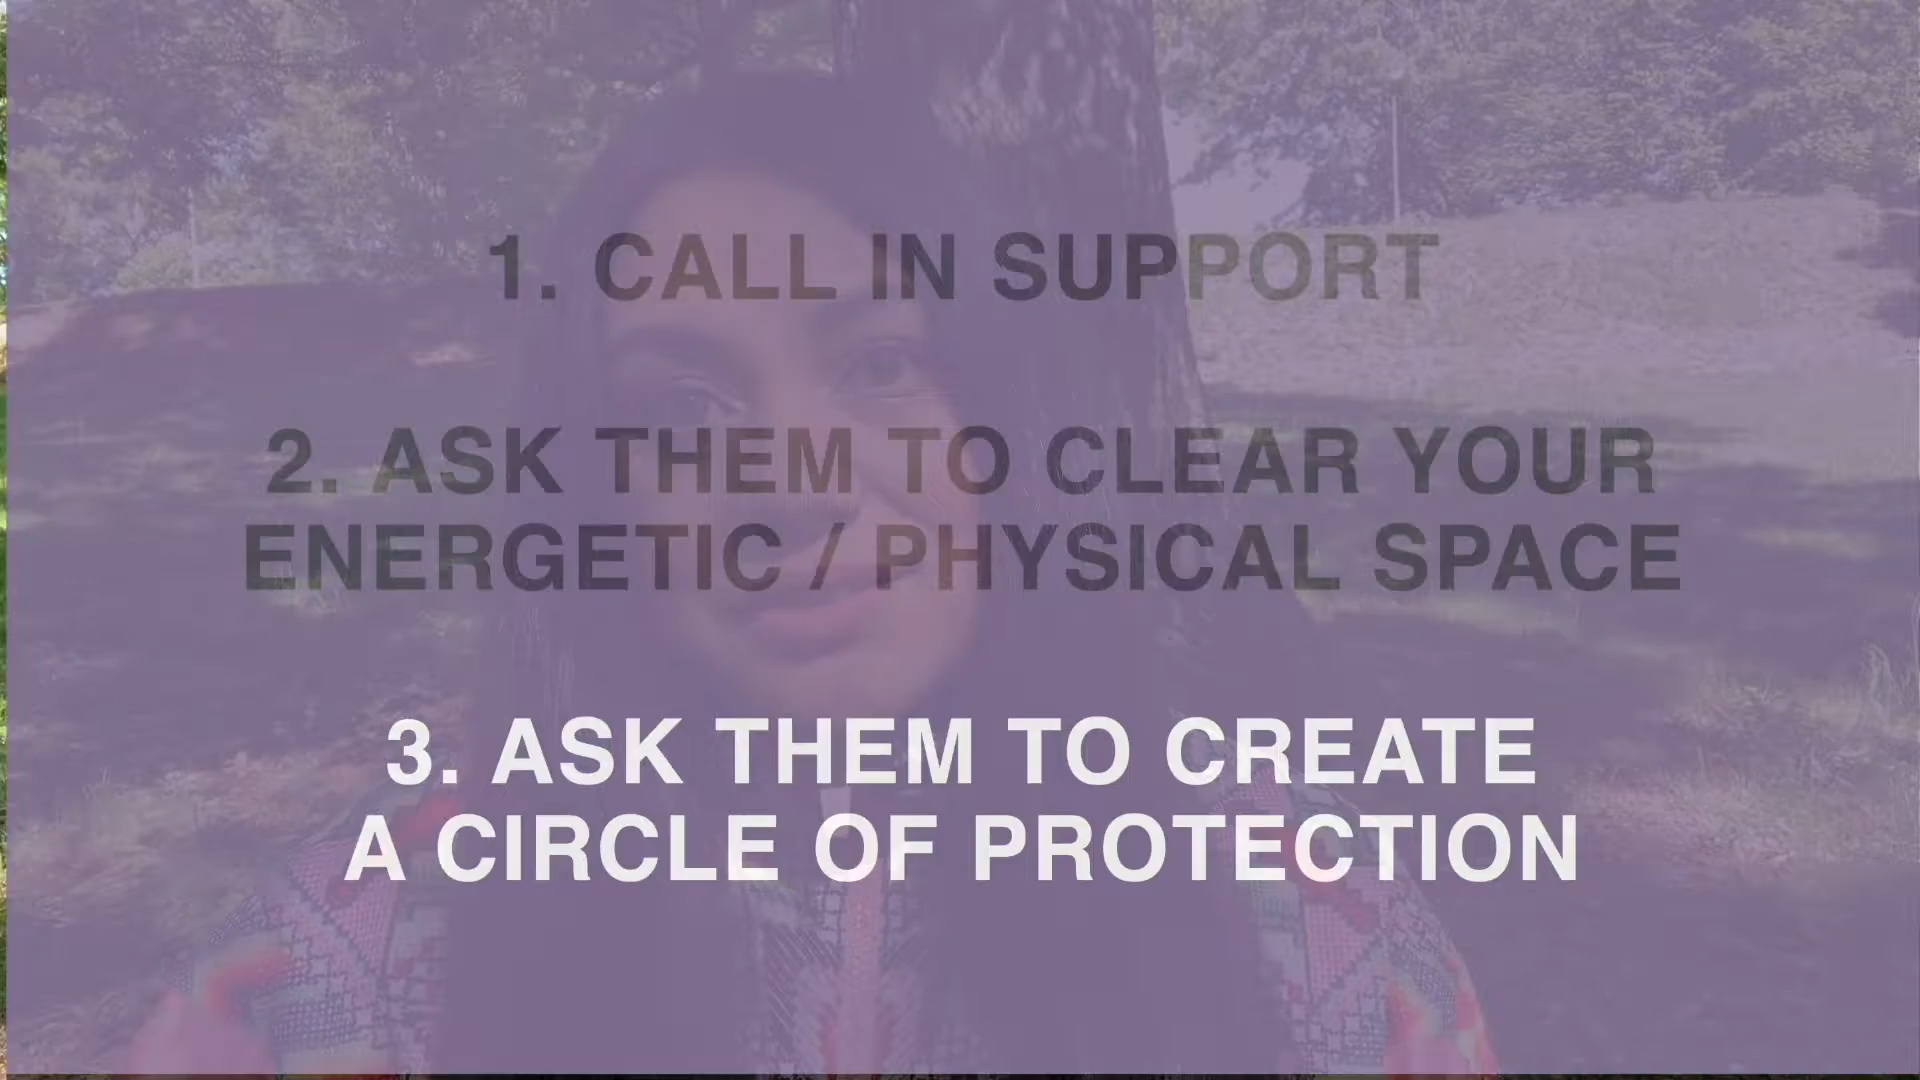 1. CALL IN SUPPORT
2. ASK THEM TO CLEAR YOUR
ENERGETIC / PHYSICAL SPACE
3. ASK THEM TO CREATE
A CIRCLE OF PROTECTION